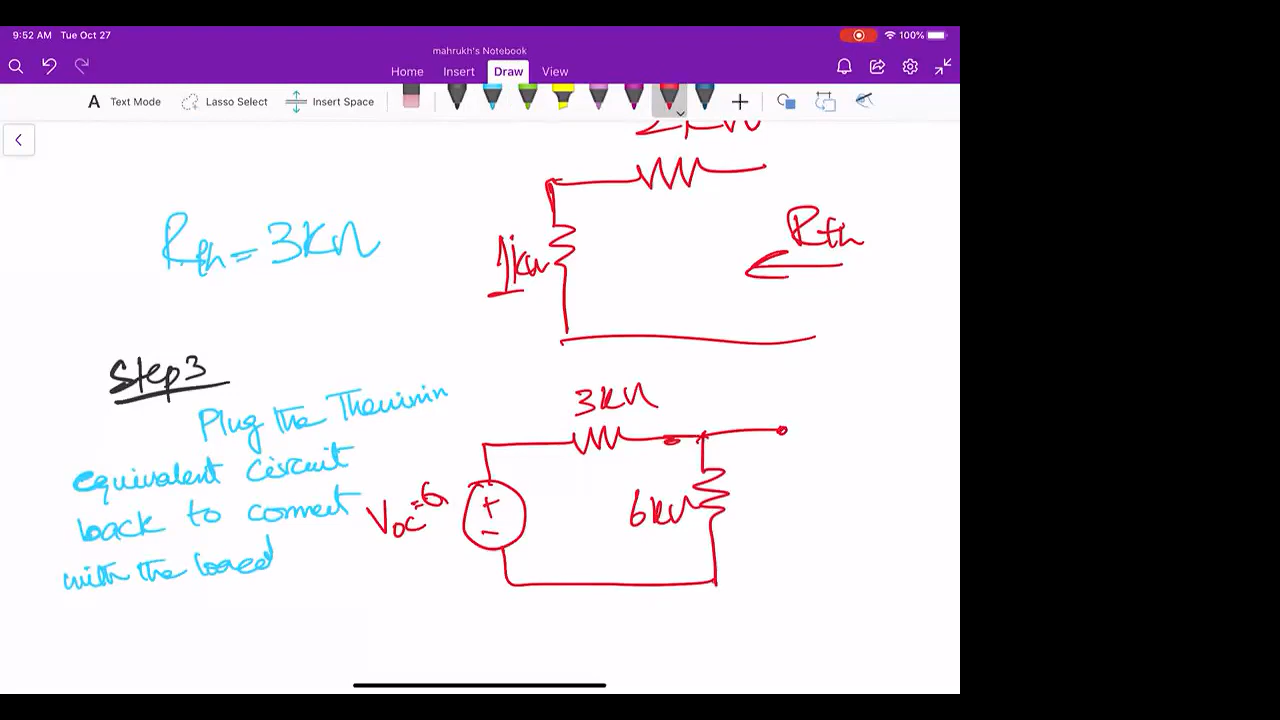 9:52 AM Tue Oct 27
100%
mahrukh's Notebook
Home Insert Draw View
Text Mode Lasso Select Insert Space
Rth = 3kΩ
1kΩ
Rth
Step3
Plug the Thevinin
equivalent circuit
back to connect
with the load
3kΩ
Voc=6
+
-
6kΩ